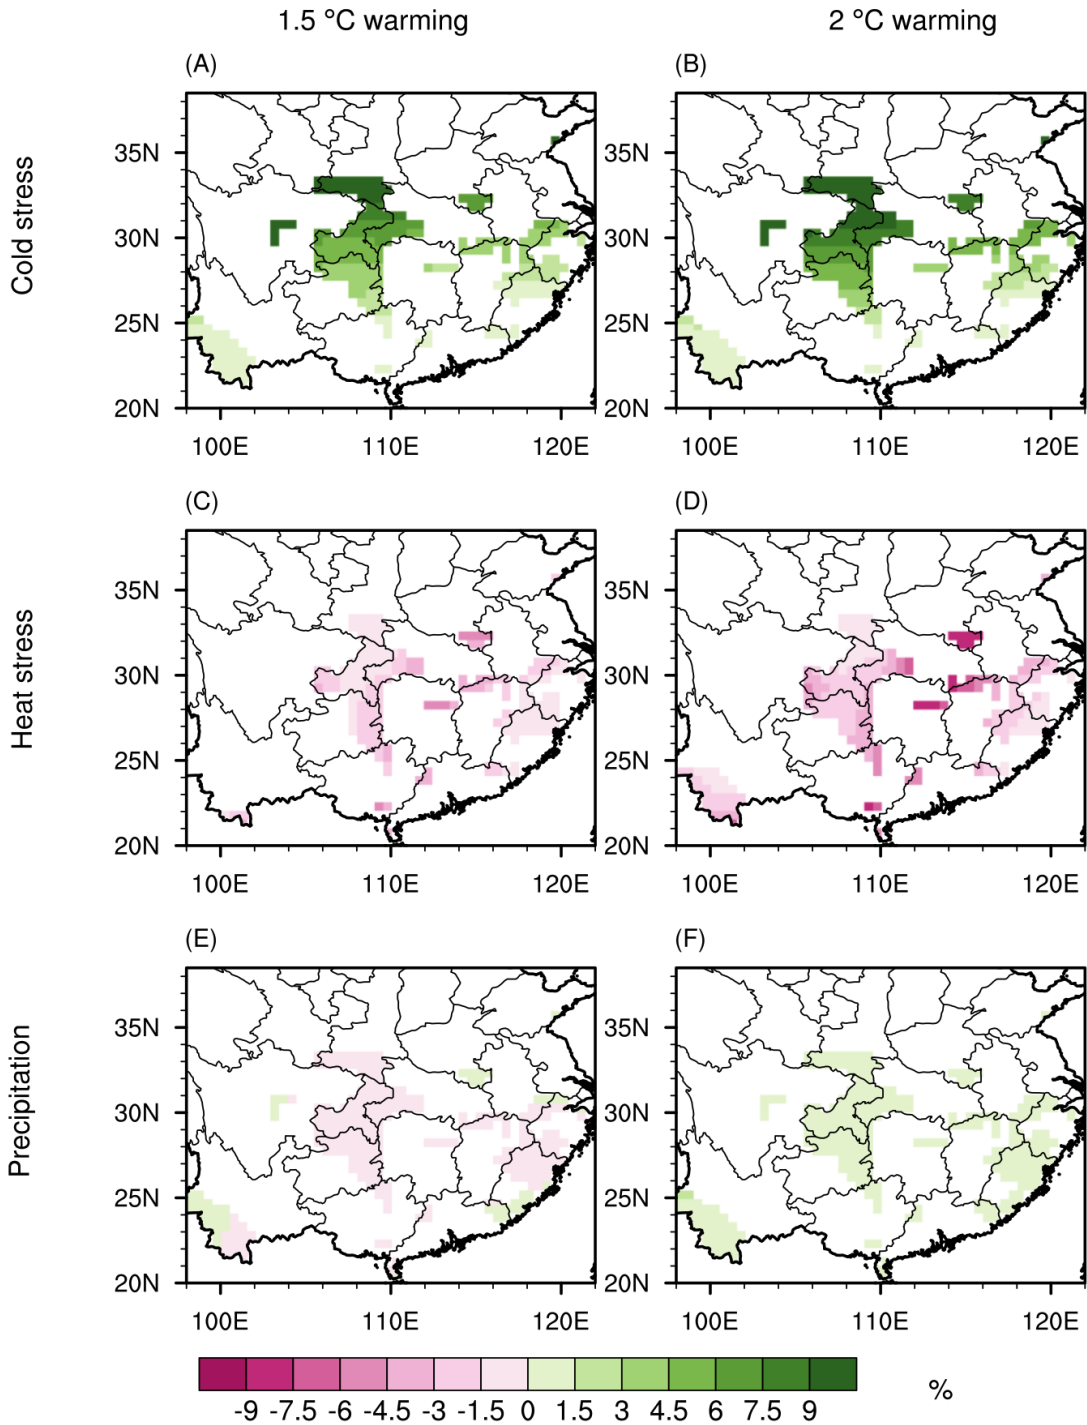 1.5 °C warming 2 °C warming
(A) (B)
Cold stress
35N 35N
30N 30N
25N 25N
20N 20N
100E 110E 120E 100E 110E 120E
(C) (D)
Heat stress
35N 35N
30N 30N
25N 25N
20N 20N
100E 110E 120E 100E 110E 120E
(E) (F)
Precipitation
35N 35N
30N 30N
25N 25N
20N 20N
100E 110E 120E 100E 110E 120E
-9 -7.5 -6 -4.5 -3 -1.5 0 1.5 3 4.5 6 7.5 9 %